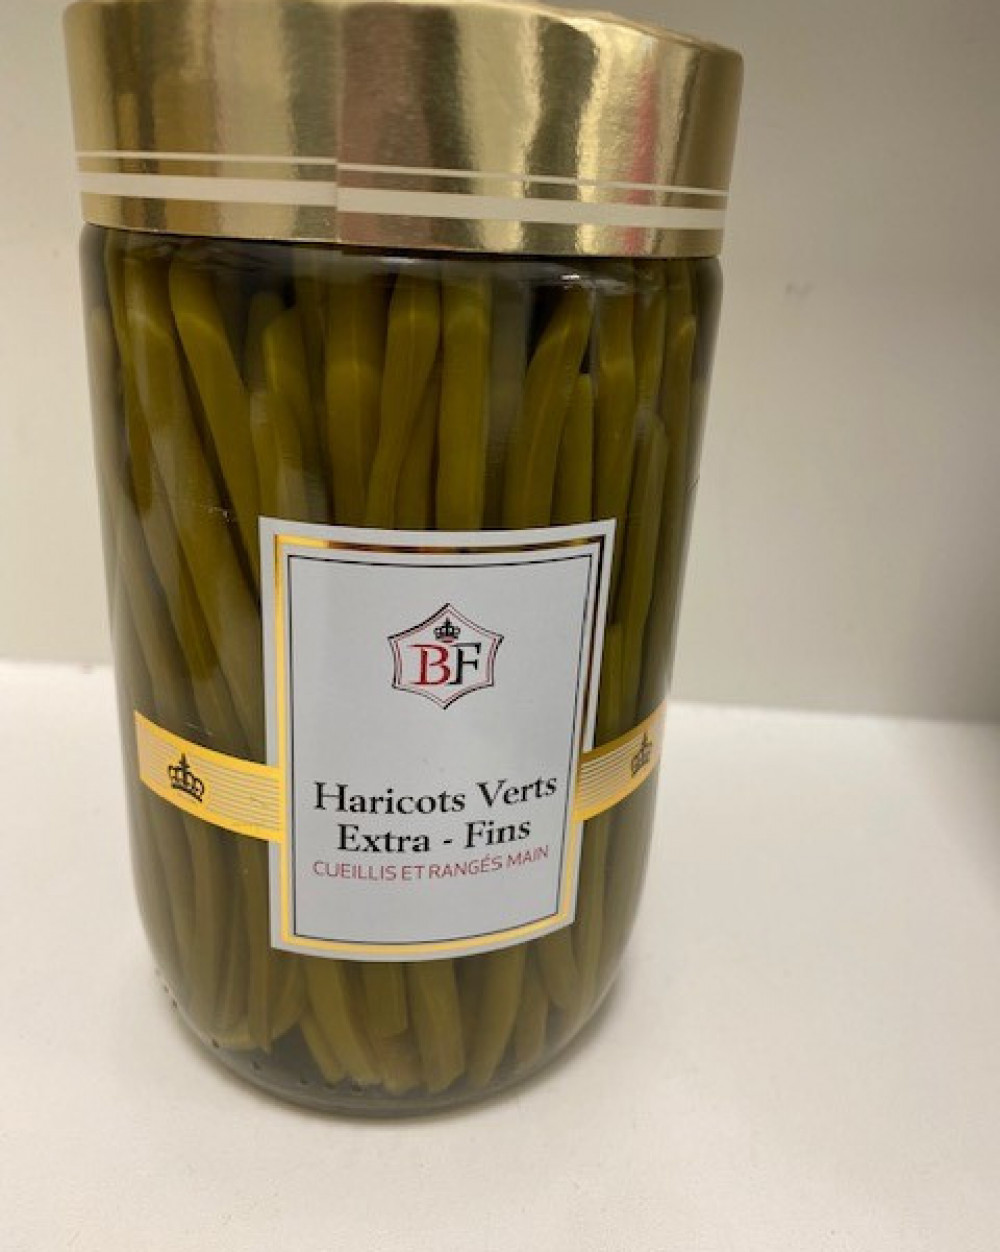 BF
Haricots Verts
Extra - Fins
CUEILLIS ET RANGÉS MAIN